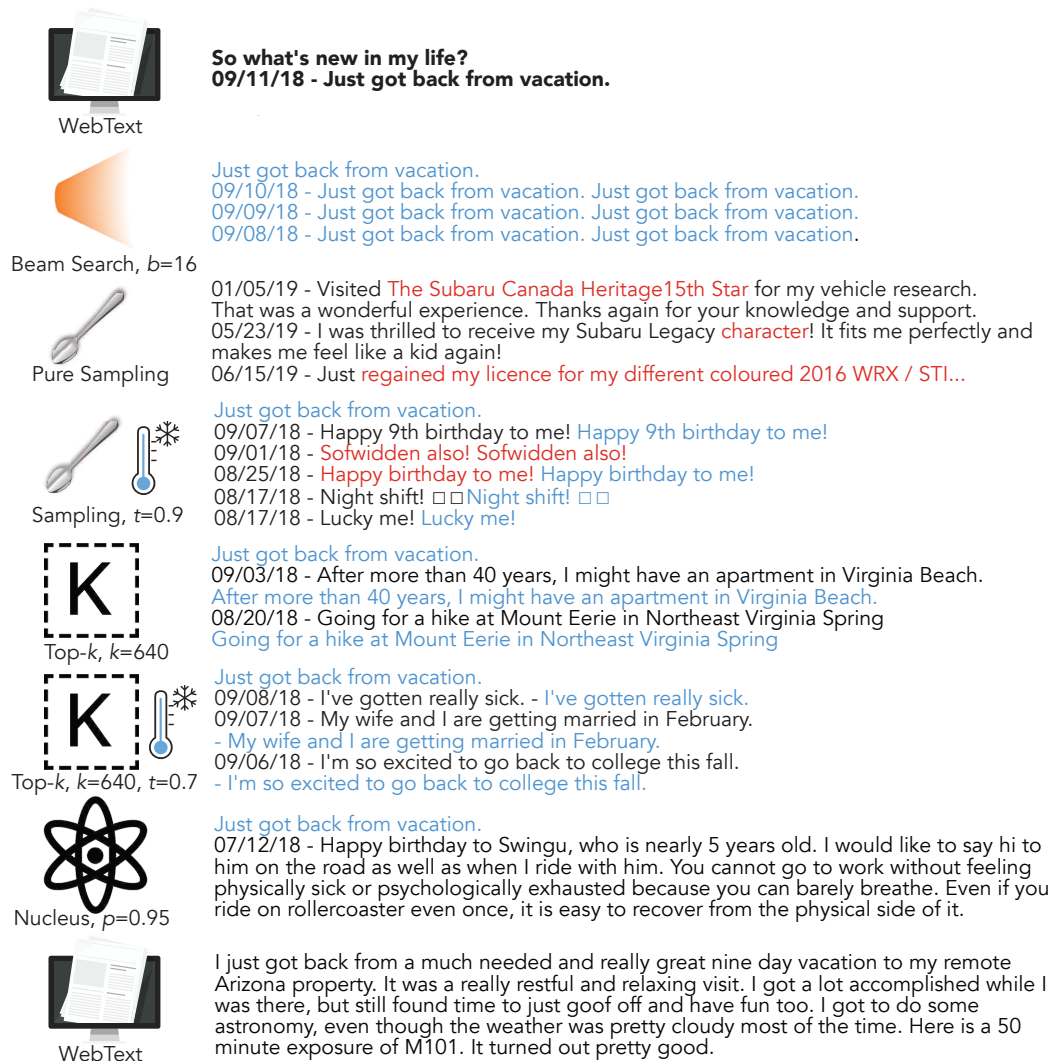 So what's new in my life?
09/11/18 - Just got back from vacation.
WebText
Just got back from vacation.
09/10/18 - Just got back from vacation. Just got back from vacation.
09/09/18 - Just got back from vacation. Just got back from vacation.
09/08/18 - Just got back from vacation. Just got back from vacation.
Beam Search, b=16
01/05/19 - Visited The Subaru Canada Heritage15th Star for my vehicle research.
That was a wonderful experience. Thanks again for your knowledge and support.
05/23/19 - I was thrilled to receive my Subaru Legacy character! It fits me perfectly and
makes me feel like a kid again!
06/15/19 - Just regained my licence for my different coloured 2016 WRX / STI...
Pure Sampling
Just got back from vacation.
09/07/18 - Happy 9th birthday to me! Happy 9th birthday to me!
09/01/18 - Sofwidden also! Sofwidden also!
08/25/18 - Happy birthday to me! Happy birthday to me!
08/17/18 - Night shift! □□Night shift! □□
08/17/18 - Lucky me! Lucky me!
Sampling, t=0.9
Just got back from vacation.
09/03/18 - After more than 40 years, I might have an apartment in Virginia Beach.
After more than 40 years, I might have an apartment in Virginia Beach.
08/20/18 - Going for a hike at Mount Eerie in Northeast Virginia Spring
Going for a hike at Mount Eerie in Northeast Virginia Spring
K
Top-k, k=640
Just got back from vacation.
09/08/18 - I've gotten really sick. - I've gotten really sick.
09/07/18 - My wife and I are getting married in February.
- My wife and I are getting married in February.
09/06/18 - I'm so excited to go back to college this fall.
- I'm so excited to go back to college this fall.
K
Top-k, k=640, t=0.7
Just got back from vacation.
07/12/18 - Happy birthday to Swingu, who is nearly 5 years old. I would like to say hi to
him on the road as well as when I ride with him. You cannot go to work without feeling
physically sick or psychologically exhausted because you can barely breathe. Even if you
ride on rollercoaster even once, it is easy to recover from the physical side of it.
Nucleus, p=0.95
I just got back from a much needed and really great nine day vacation to my remote
Arizona property. It was a really restful and relaxing visit. I got a lot accomplished while I
was there, but still found time to just goof off and have fun too. I got to do some
astronomy, even though the weather was pretty cloudy most of the time. Here is a 50
minute exposure of M101. It turned out pretty good.
WebText